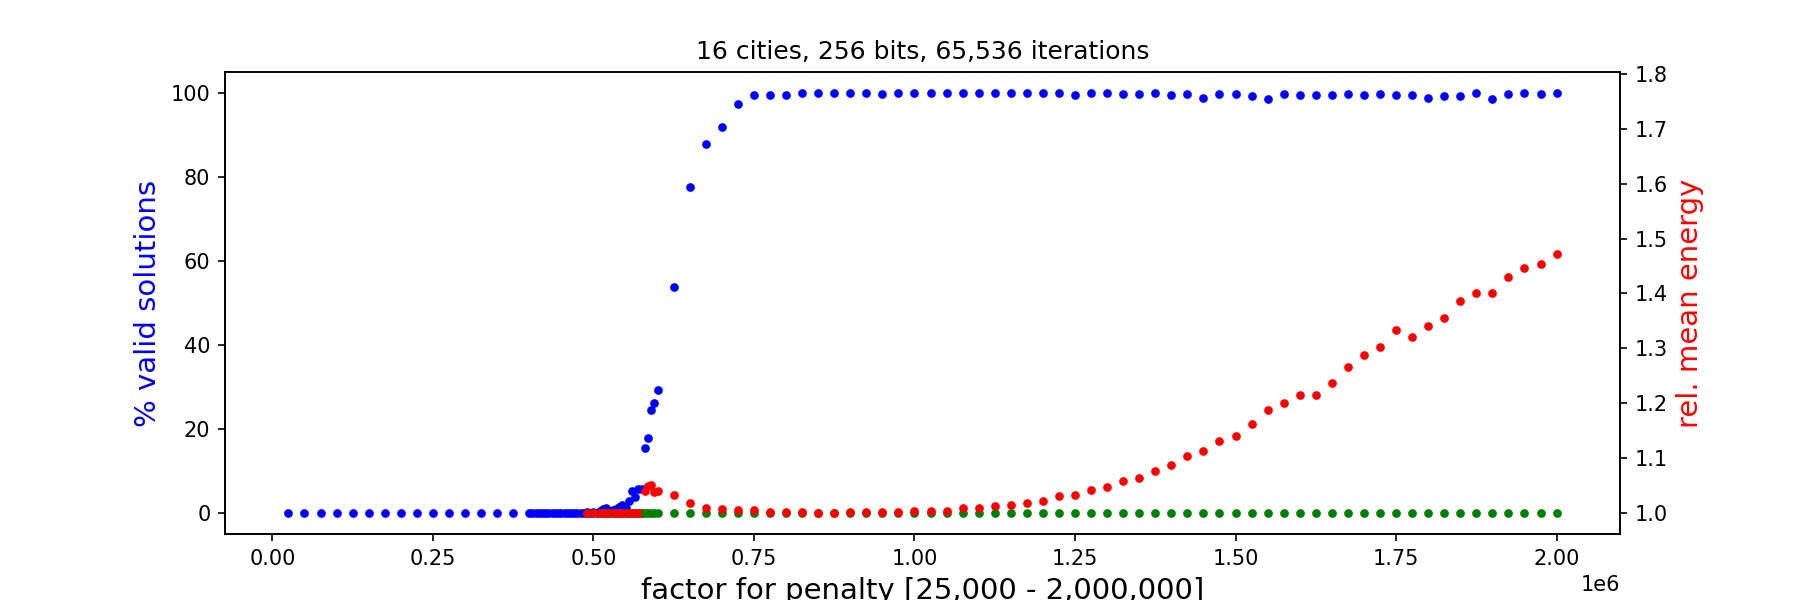 16 cities, 256 bits, 65,536 iterations
100
80
60
40
20
0
% valid solutions
1.8
1.7
1.6
1.5
1.4
1.3
1.2
1.1
1.0
rel. mean energy
0.00 0.25 0.50 0.75 1.00 1.25 1.50 1.75 2.00
1e6
factor for penalty [25,000 - 2,000,000]